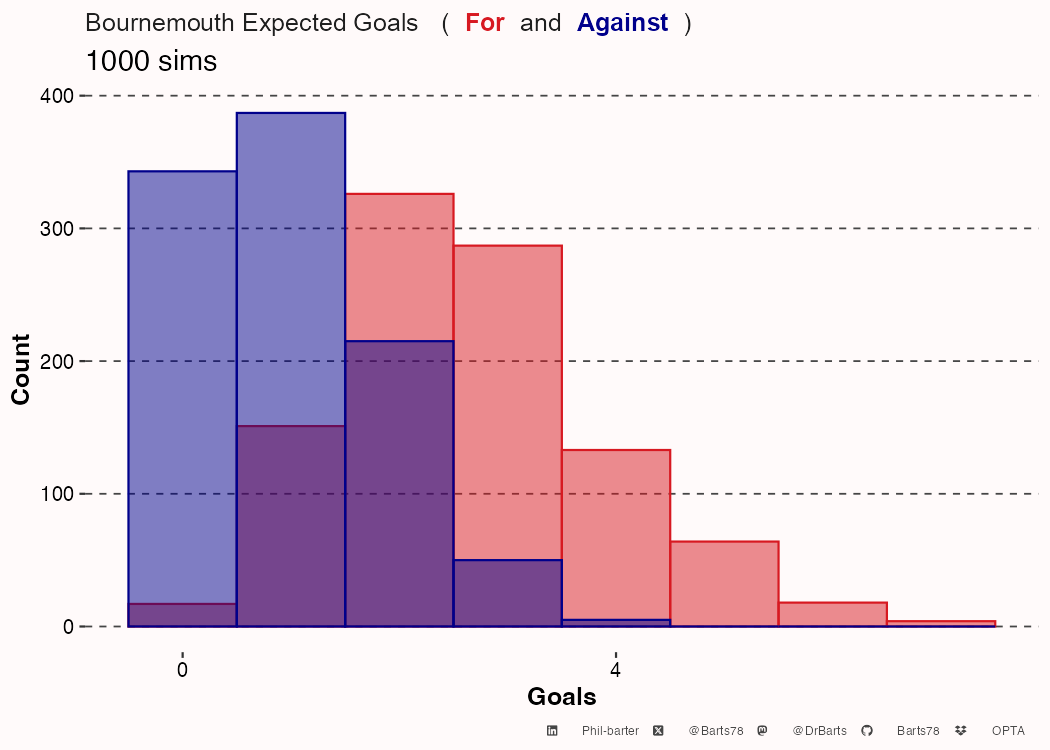 Bournemouth Expected Goals ( For and Against )
1000 sims
400
300
200
100
0
Count
0 4
Goals
Phil-barter @Barts78 @DrBarts Barts78 OPTA